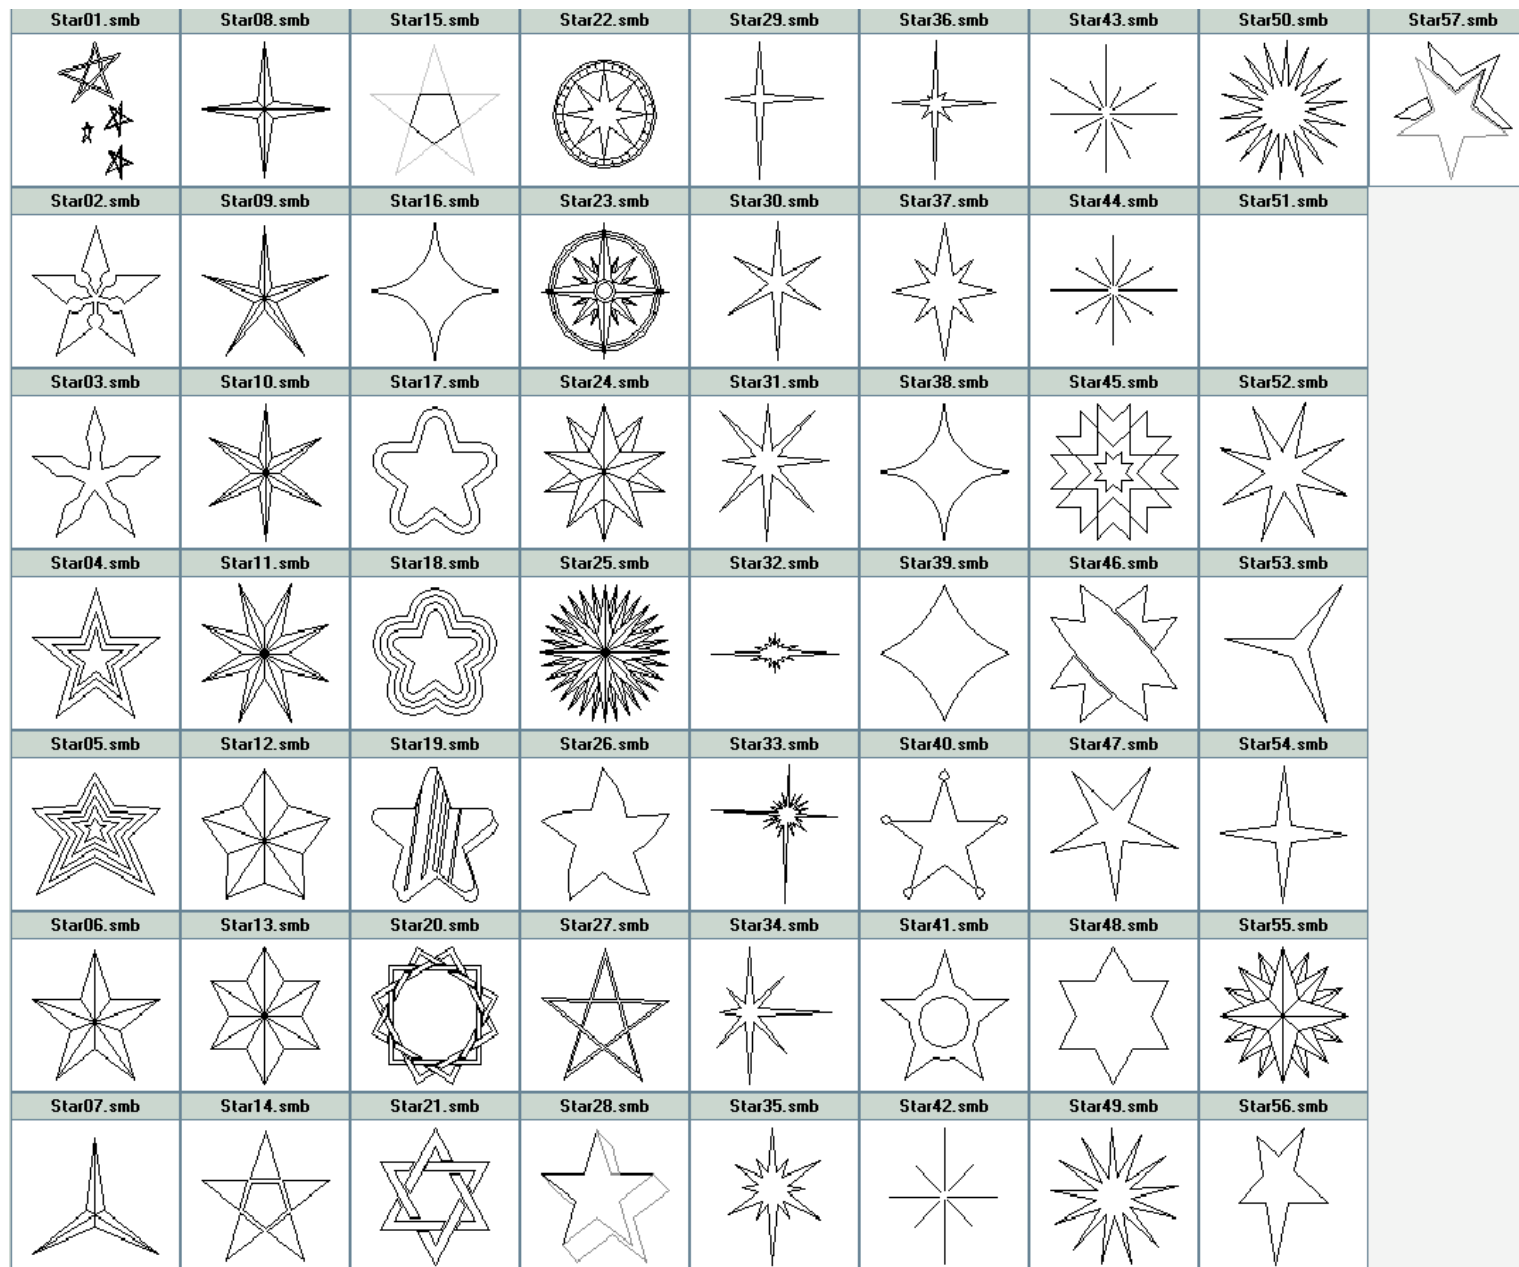 Star01.smb Star08.smb Star15.smb Star22.smb Star29.smb Star36.smb Star43.smb Star50.smb Star57.smb
Star02.smb Star09.smb Star16.smb Star23.smb Star30.smb Star37.smb Star44.smb Star51.smb
Star03.smb Star10.smb Star17.smb Star24.smb Star31.smb Star38.smb Star45.smb Star52.smb
Star04.smb Star11.smb Star18.smb Star25.smb Star32.smb Star39.smb Star46.smb Star53.smb
Star05.smb Star12.smb Star19.smb Star26.smb Star33.smb Star40.smb Star47.smb Star54.smb
Star06.smb Star13.smb Star20.smb Star27.smb Star34.smb Star41.smb Star48.smb Star55.smb
Star07.smb Star14.smb Star21.smb Star28.smb Star35.smb Star42.smb Star49.smb Star56.smb